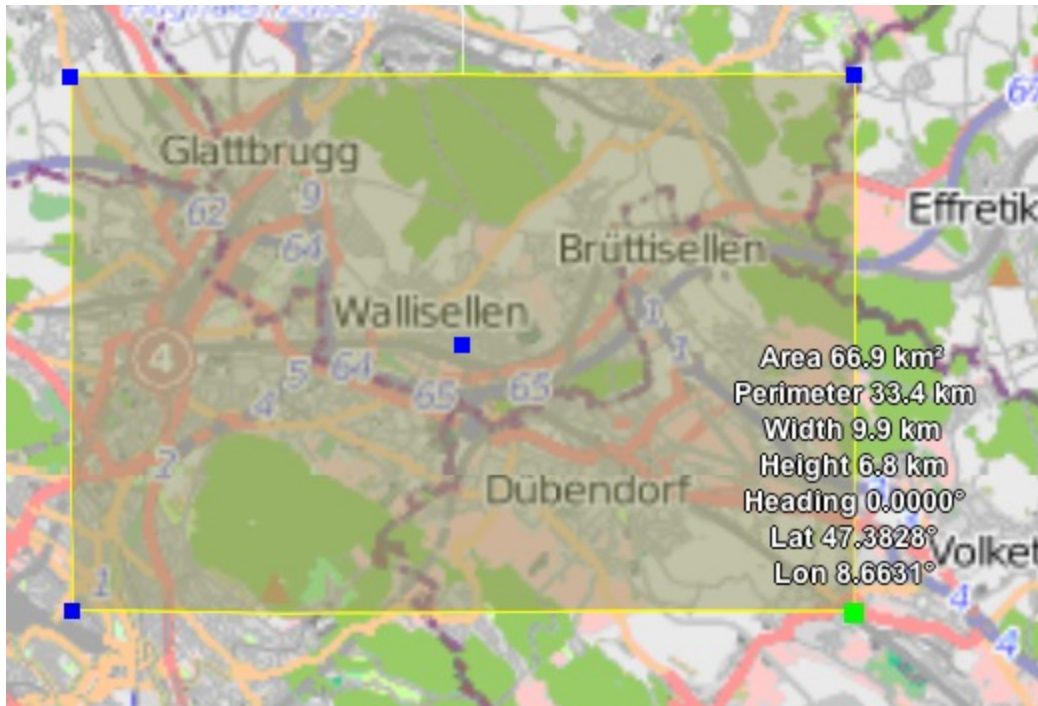 Glattbrugg
67
9
62
Effretik
64
Brüttisellen
Wallisellen
1
1
4
Area 66.9 km²
5
64
65
65
Perimeter 33.4 km
4
Width 9.9 km
2
Height 6.8 km
Dübendorf
Heading 0.0000°
Lat 47.3828°
Volket
Lon 8.6631°
1
4
4